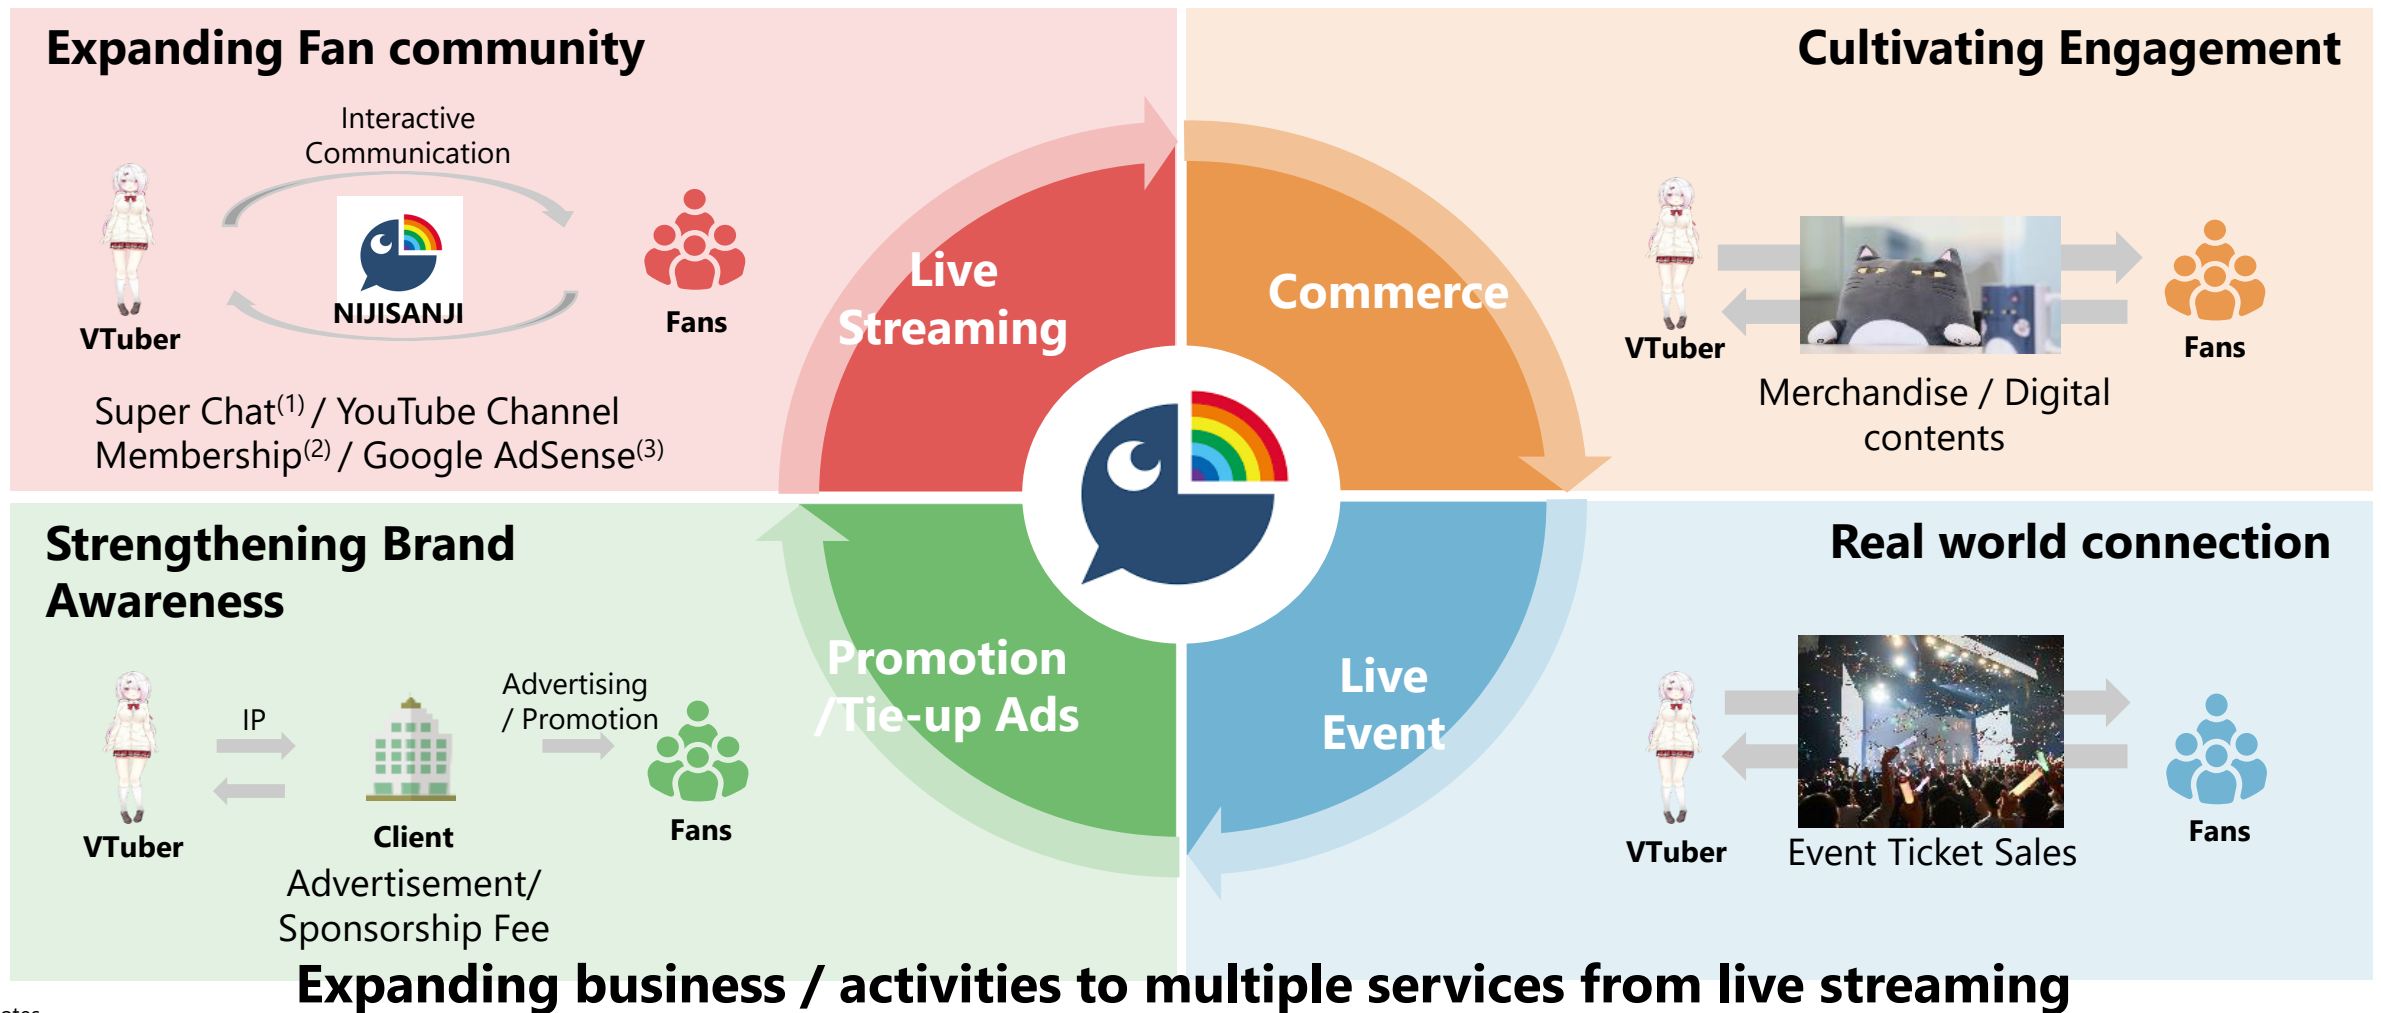 Expanding Fan community
Interactive
Communication
NIJISANJI
VTuber
Fans
Super Chat(1) / YouTube Channel
Membership(2) / Google AdSense(3)
Live
Streaming
Cultivating Engagement
Commerce
VTuber
Fans
Merchandise / Digital
contents
Strengthening Brand
Awareness
IP
Advertising
/ Promotion
VTuber
Client
Fans
Advertisement/
Sponsorship Fee
Promotion
/Tie-up Ads
Real world connection
Live
Event
VTuber
Fans
Event Ticket Sales
Expanding business / activities to multiple services from live streaming